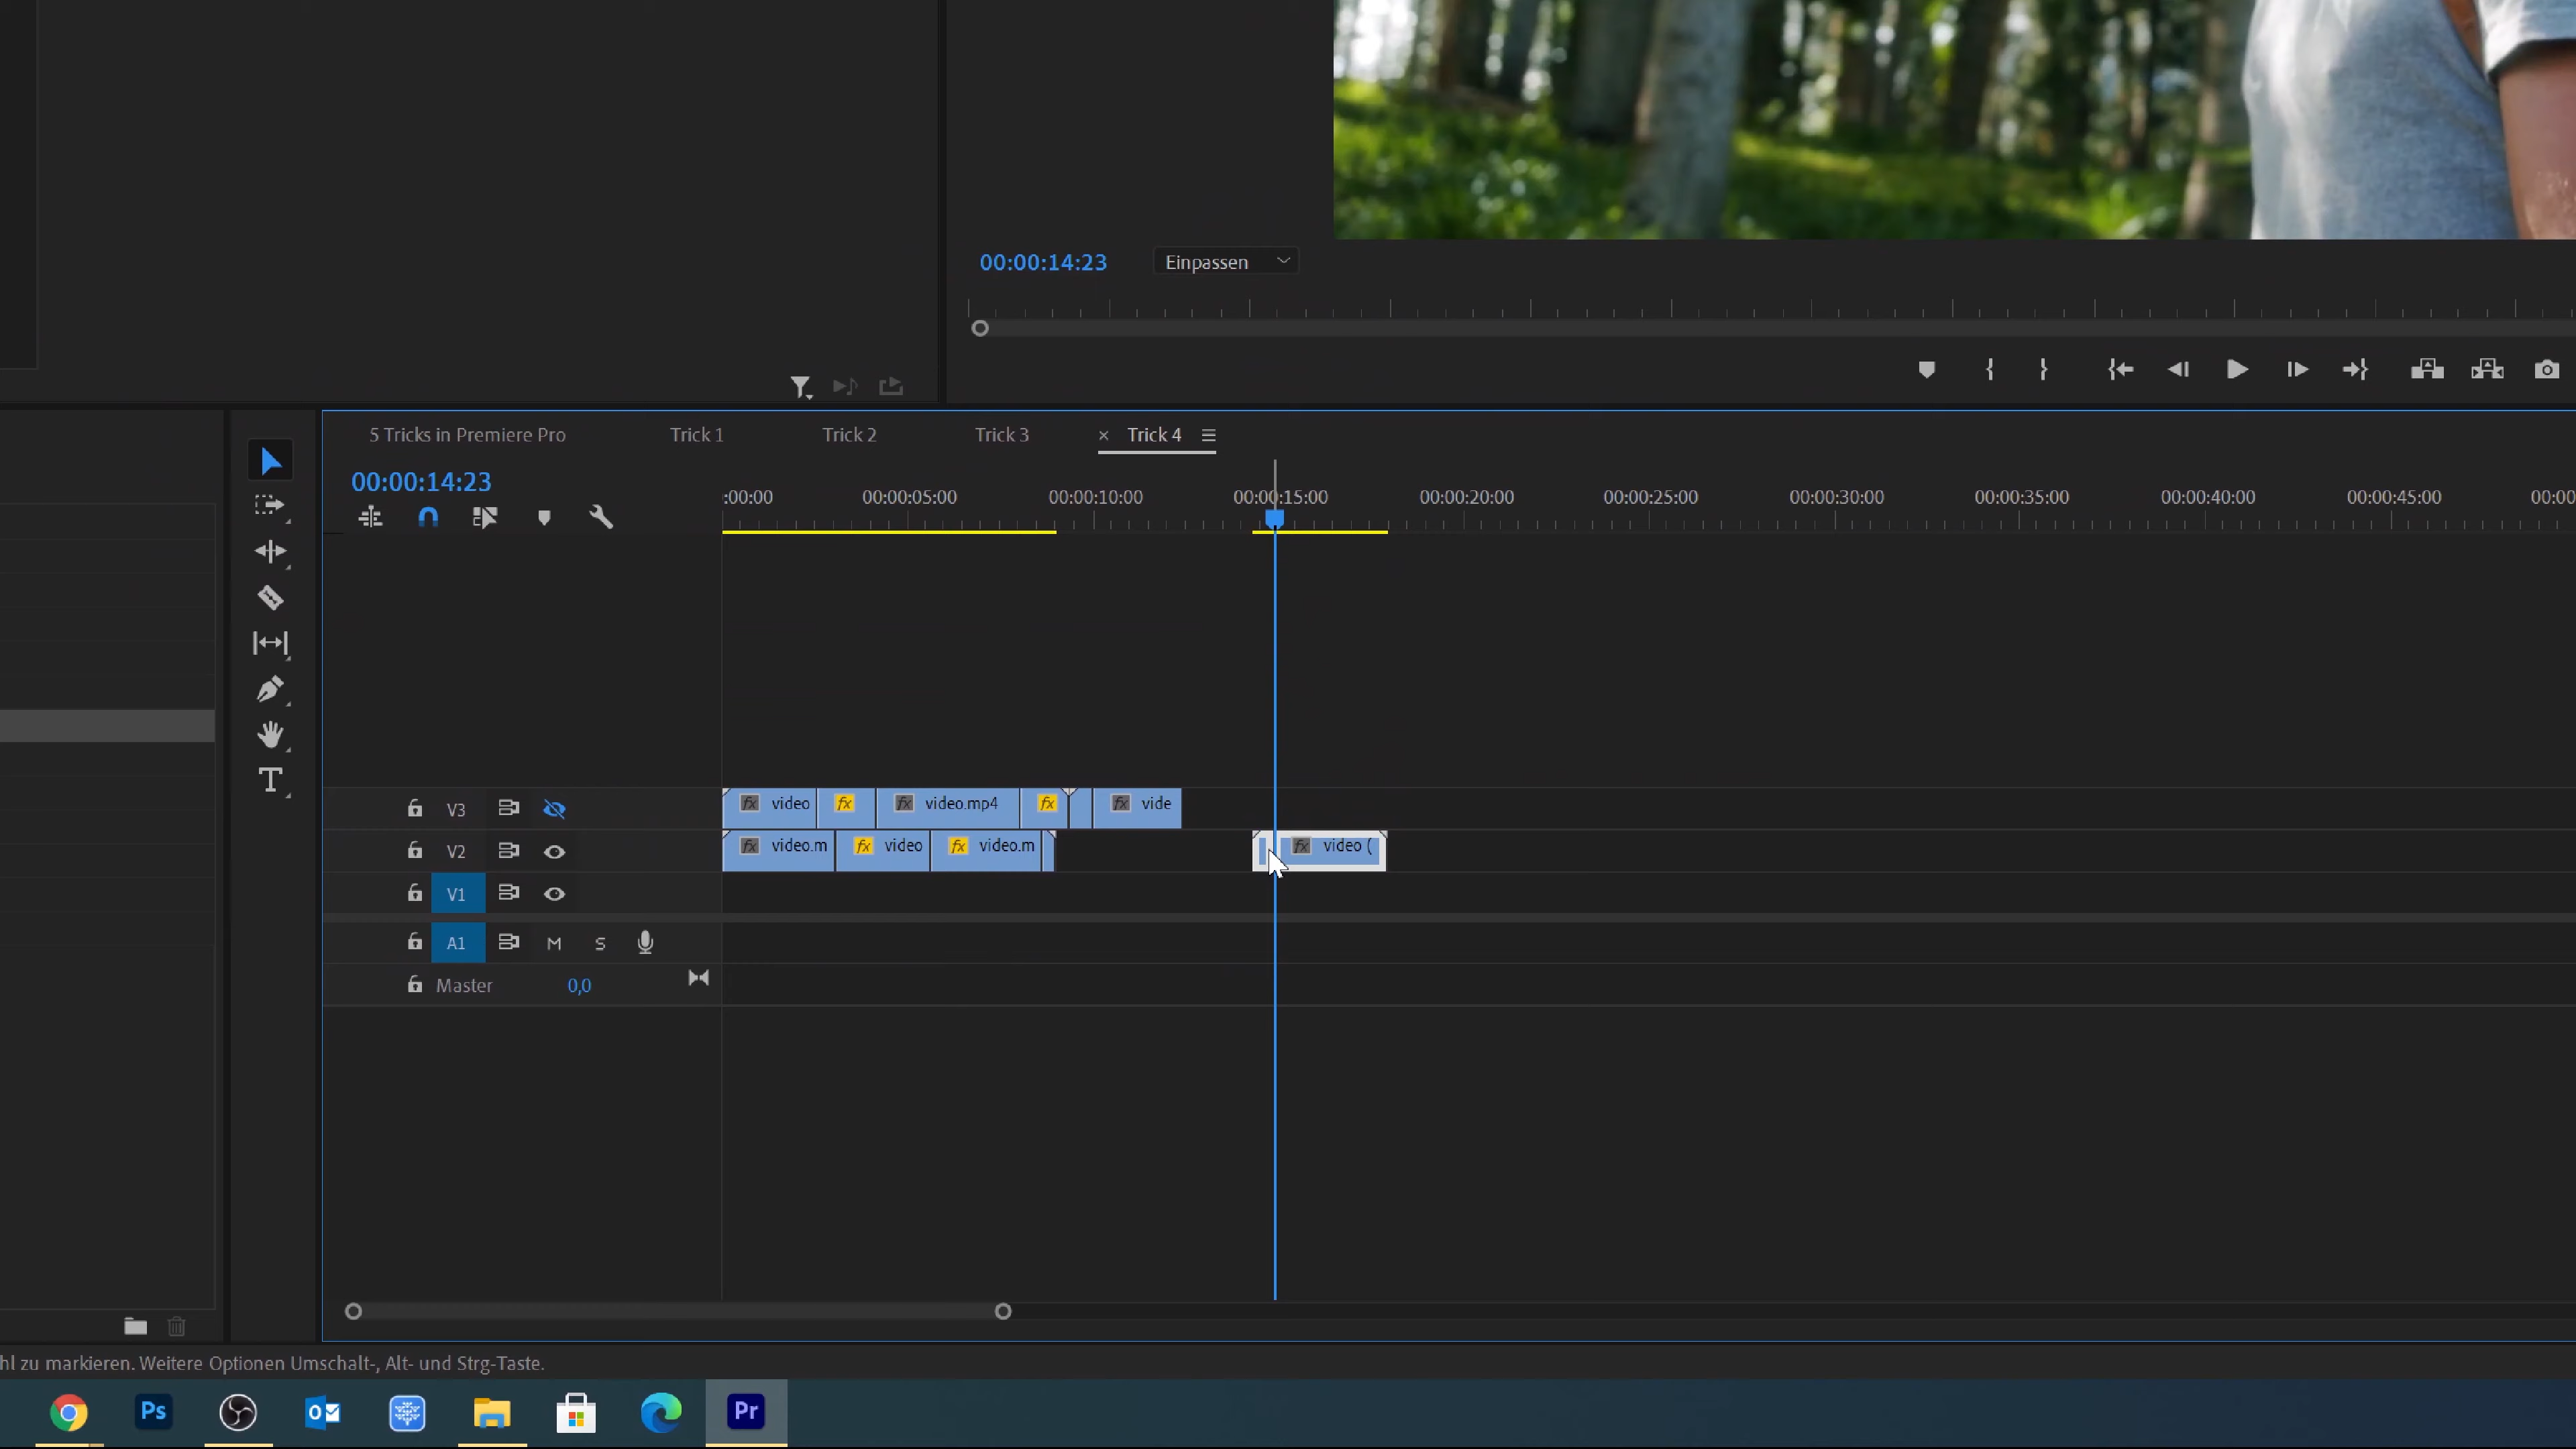 00:00:14:23 Einpassen
5 Tricks in Premiere Pro Trick 1 Trick 2 Trick 3 × Trick 4
00:00:14:23
:00:00 00:00:05:00 00:00:10:00 00:00:15:00 00:00:20:00 00:00:25:00 00:00:30:00 00:00:35:00 00:00:40:00 00:00:45:00 00:00
V3 fx video fx fx video.mp4 fx fx vide
V2 fx video.m fx video fx video.m fx video (
V1
A1 M S
Master 0,0
hl zu markieren. Weitere Optionen Umschalt-, Alt- und Strg-Taste.
Ps O Pr